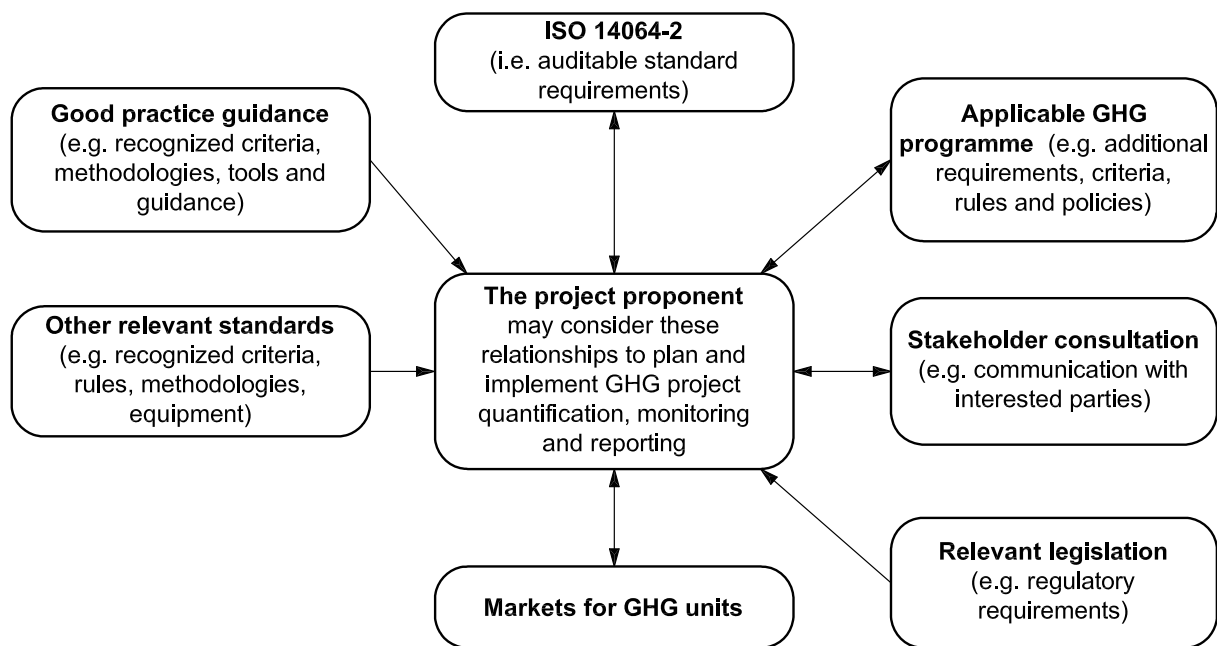 ISO 14064-2
(i.e. auditable standard
requirements)
Good practice guidance
(e.g. recognized criteria,
methodologies, tools and
guidance)
Applicable GHG
programme (e.g. additional
requirements, criteria,
rules and policies)
The project proponent
may consider these
relationships to plan and
implement GHG project
quantification, monitoring
and reporting
Other relevant standards
(e.g. recognized criteria,
rules, methodologies,
equipment)
Stakeholder consultation
(e.g. communication with
interested parties)
Markets for GHG units
Relevant legislation
(e.g. regulatory
requirements)